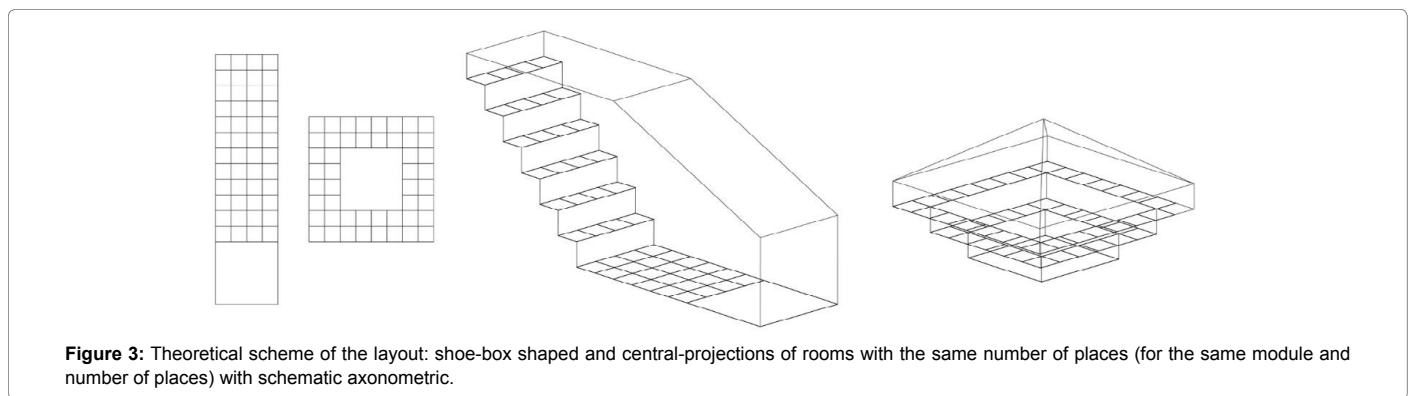 Figure 3: Theoretical scheme of the layout: shoe-box shaped and central-projections of rooms with the same number of places (for the same module and
number of places) with schematic axonometric.